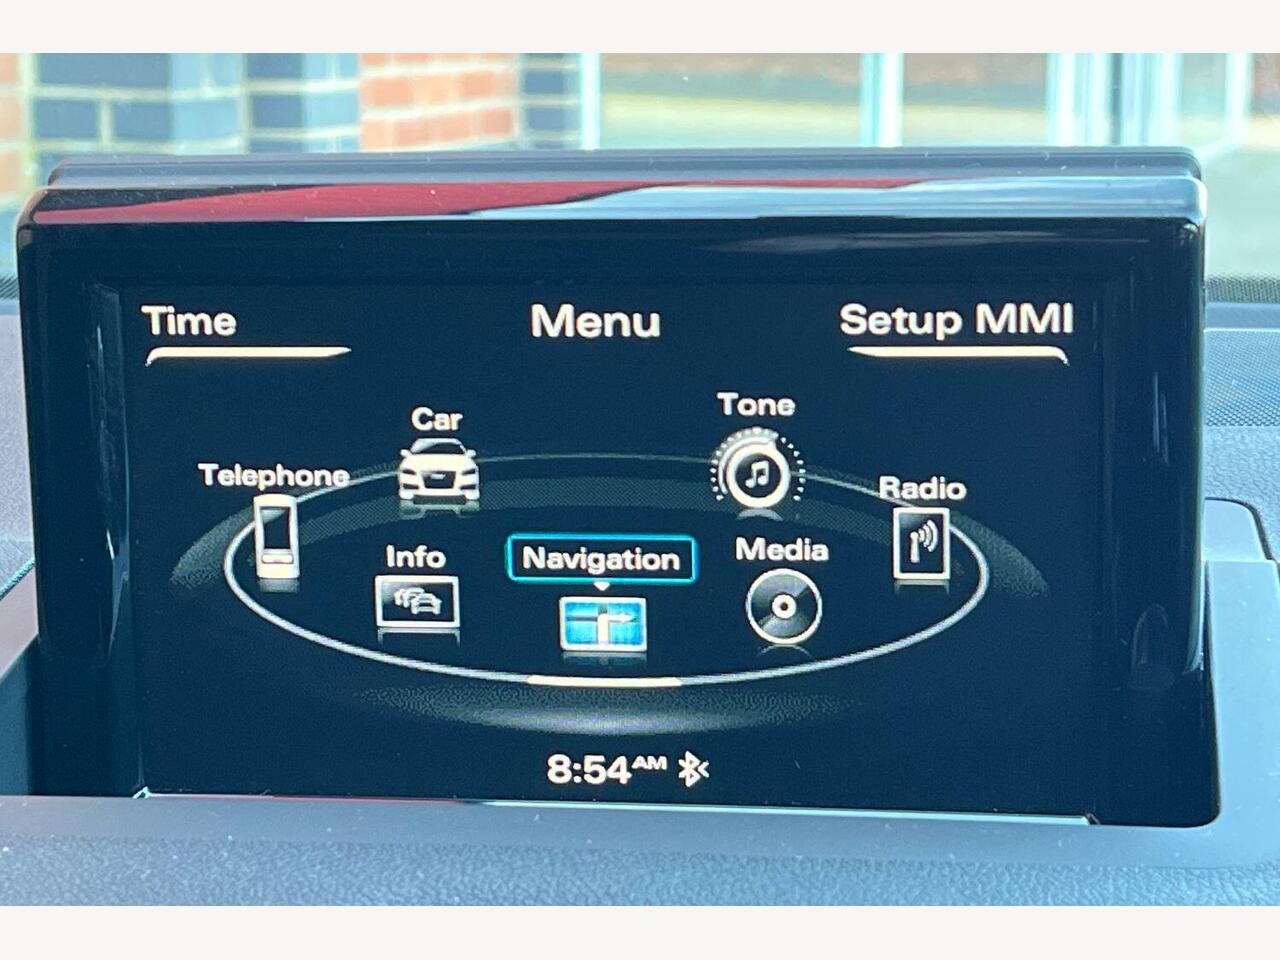 Time
Menu
Setup MMI
Car
Tone
Telephone
Radio
Info
Navigation
Media
8:54AM